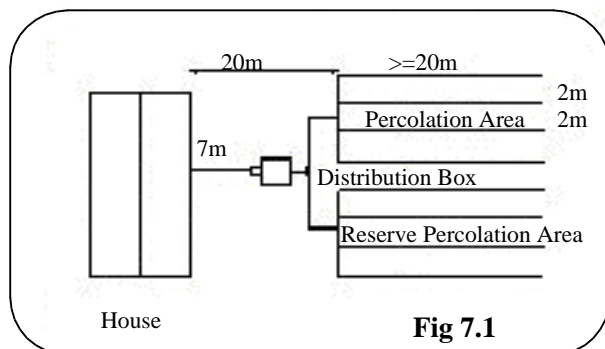 20m >=20m
2m
Percolation Area 2m
7m
Distribution Box
Reserve Percolation Area
House Fig 7.1